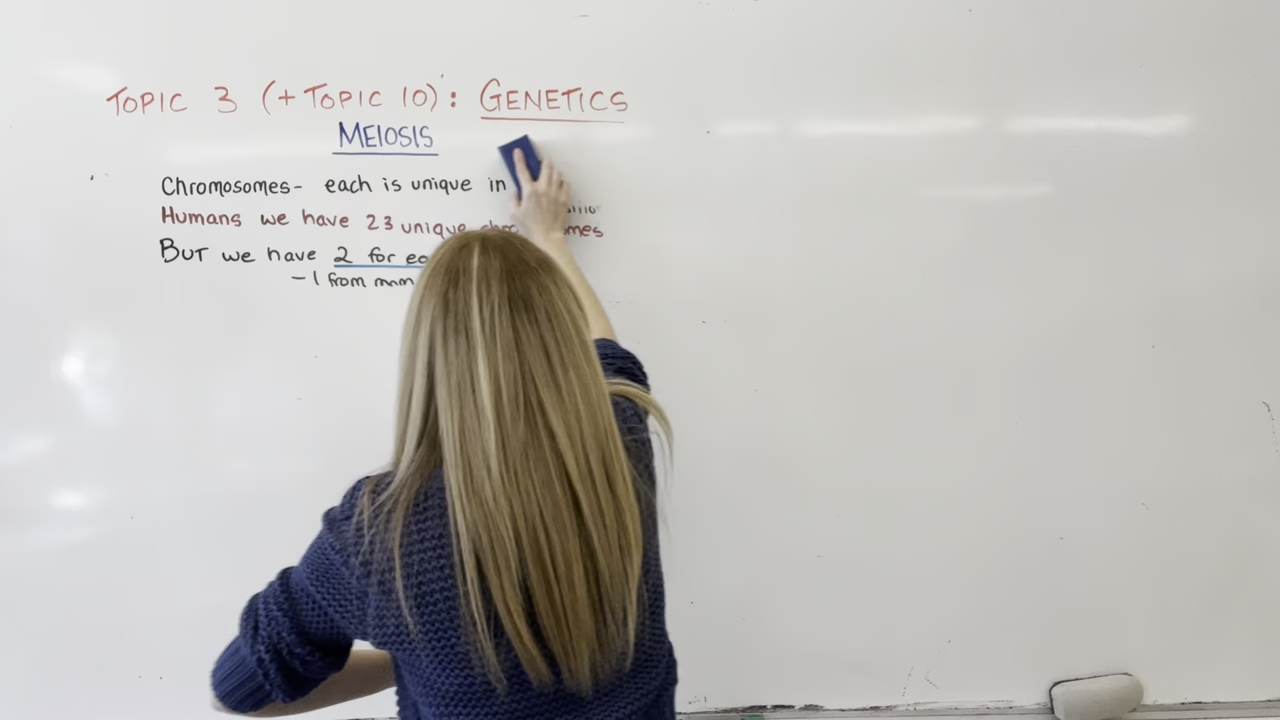 TOPIC 3 (+ TOPIC 10): GENETICS
MEIOSIS
Chromosomes- each is unique in
Humans we have 23 unique
But we have 2 for
- 1 from mom